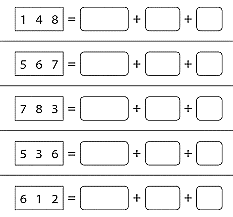 1 4 8 = + +
5 6 7 = + +
7 8 3 = + +
5 3 6 = + +
6 1 2 = + +